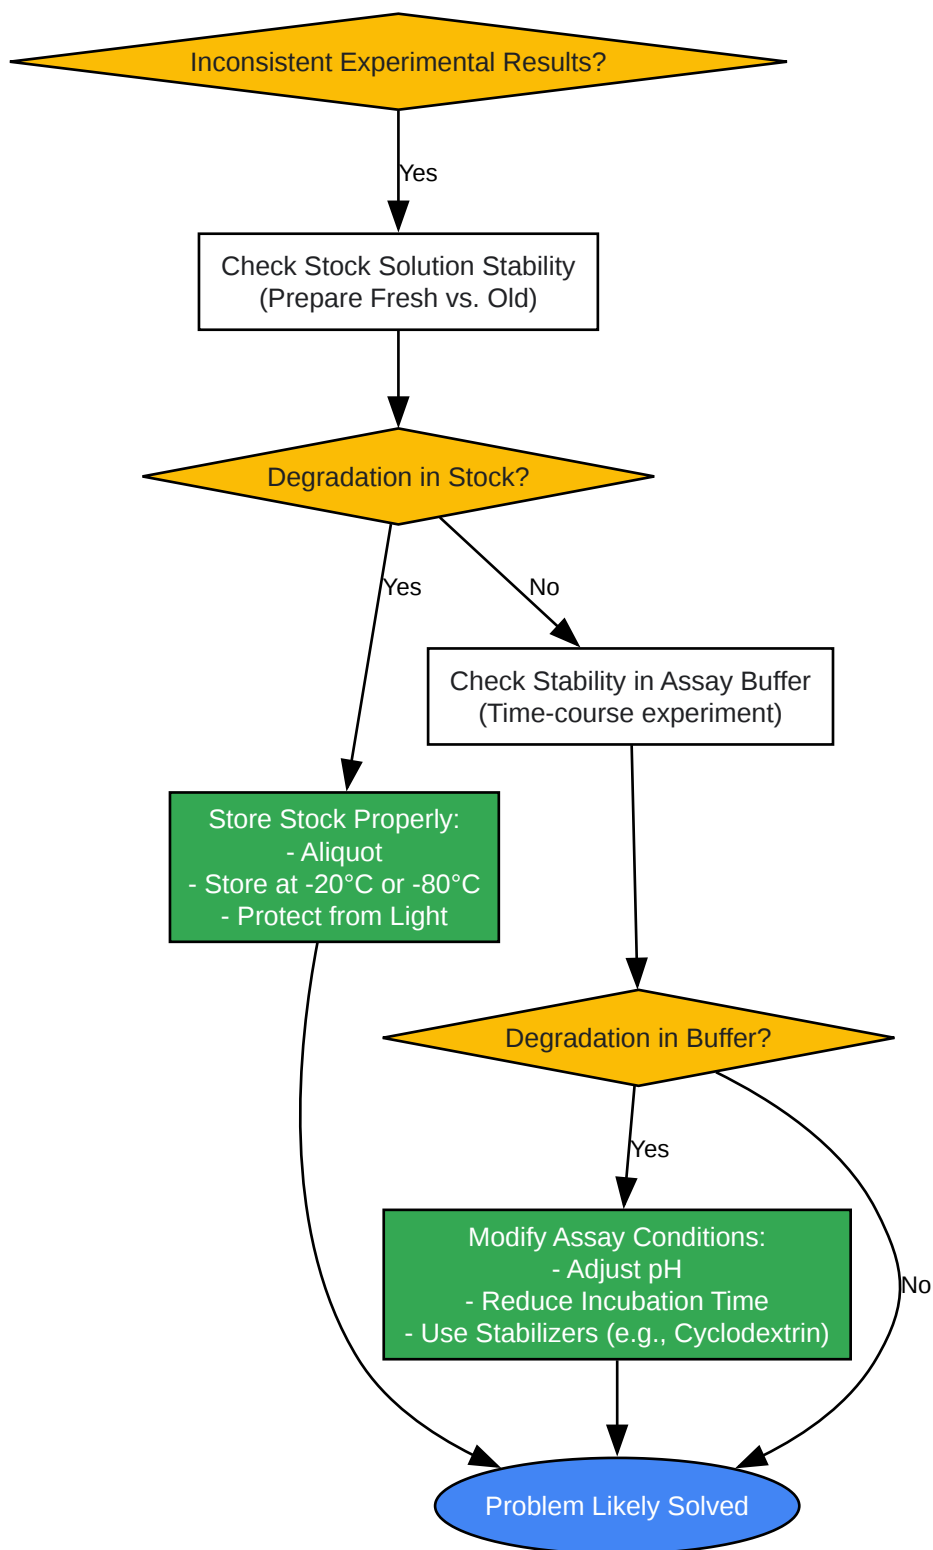 Inconsistent Experimental Results?
Yes
Check Stock Solution Stability
(Prepare Fresh vs. Old)
Degradation in Stock?
Yes
No
Check Stability in Assay Buffer
(Time-course experiment)
Store Stock Properly:
- Aliquot
- Store at -20°C or -80°C
- Protect from Light
Degradation in Buffer?
Yes
Modify Assay Conditions:
- Adjust pH
- Reduce Incubation Time
- Use Stabilizers (e.g., Cyclodextrin)
No
Problem Likely Solved